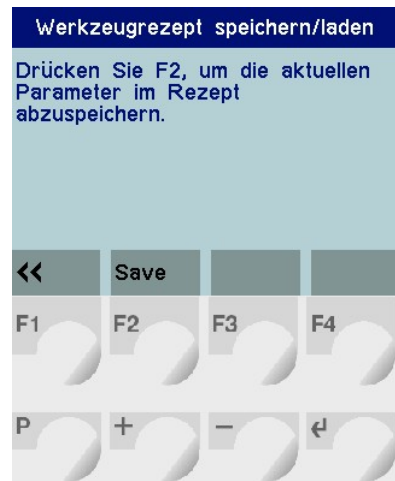 Werkzeugrezept speichern/laden
Drücken Sie F2, um die aktuellen
Parameter im Rezept
abzuspeichern.
<< Save
F1 F2 F3 F4
P + - ↵